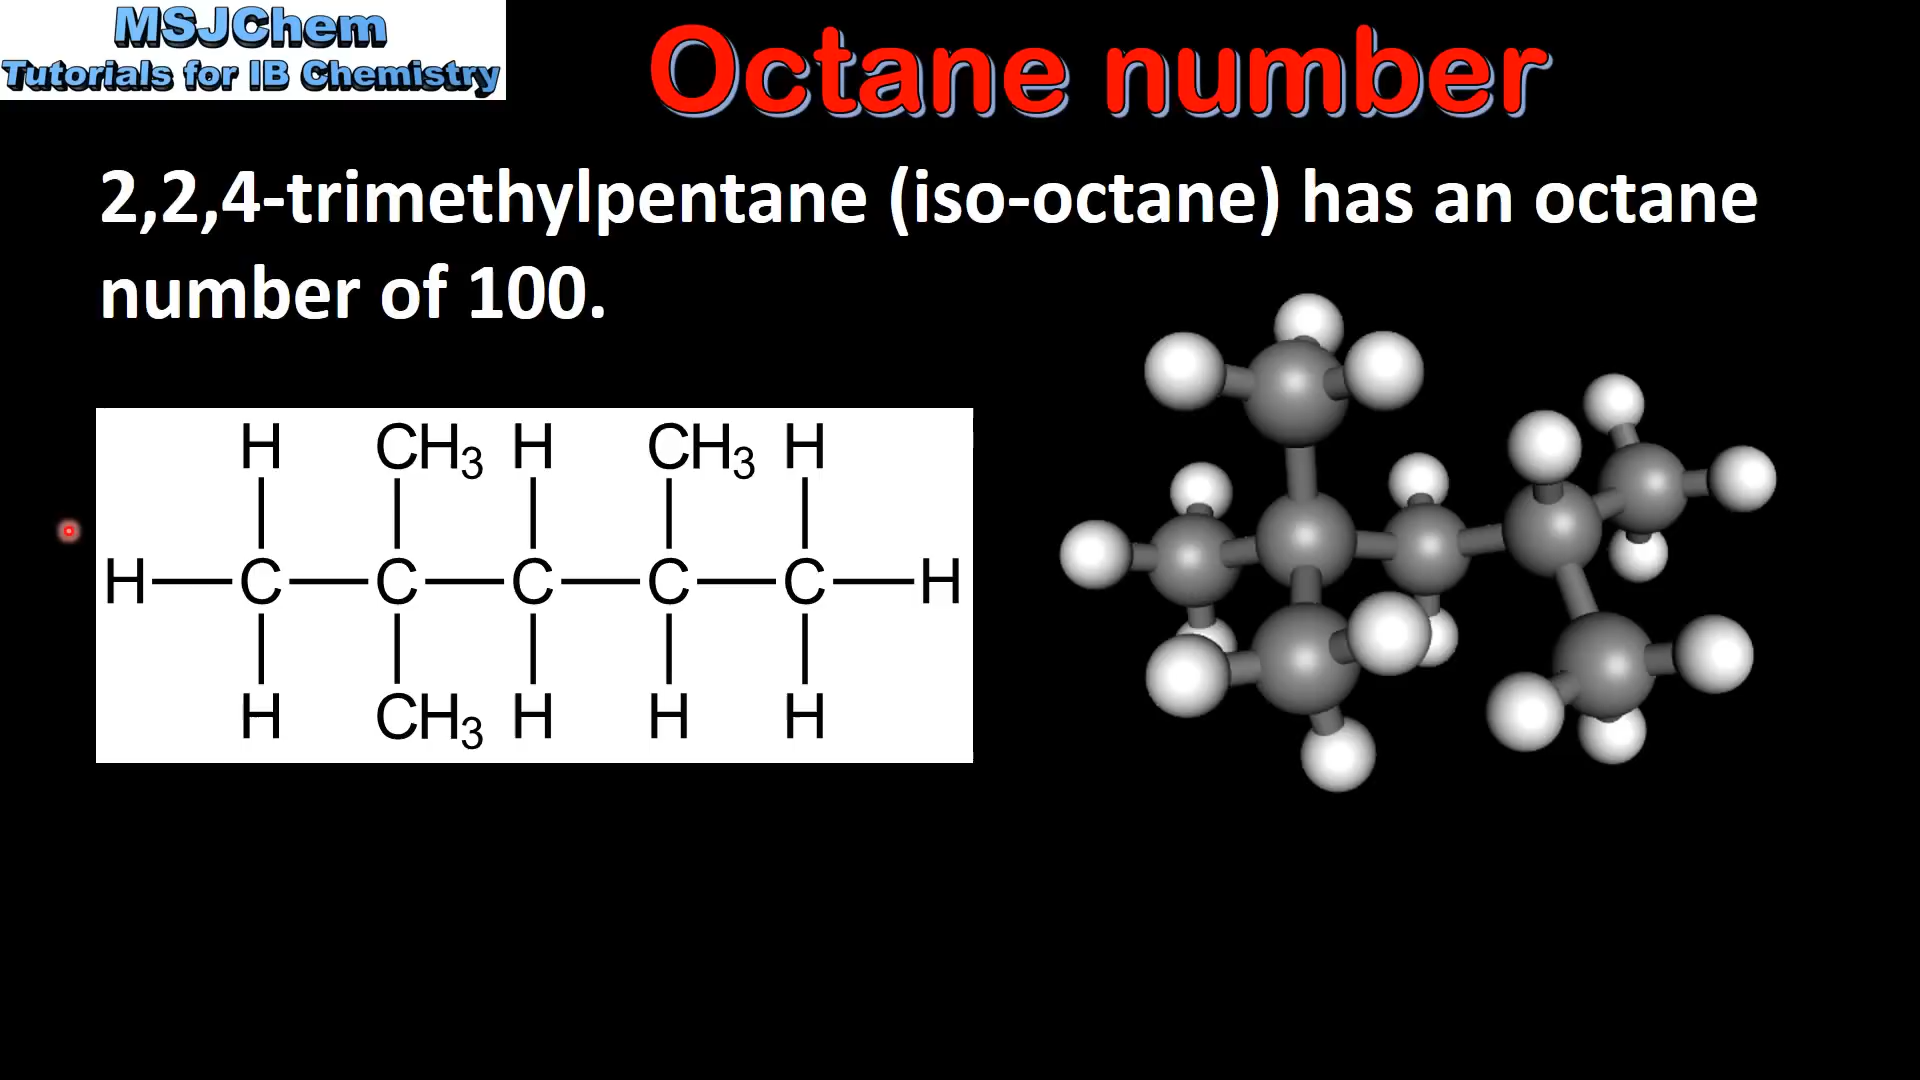 MSJChem
Tutorials for IB Chemistry
Octane number
2,2,4-trimethylpentane (iso-octane) has an octane
number of 100.
H CH3 H CH3 H
H C C C C C H
H CH3 H H H